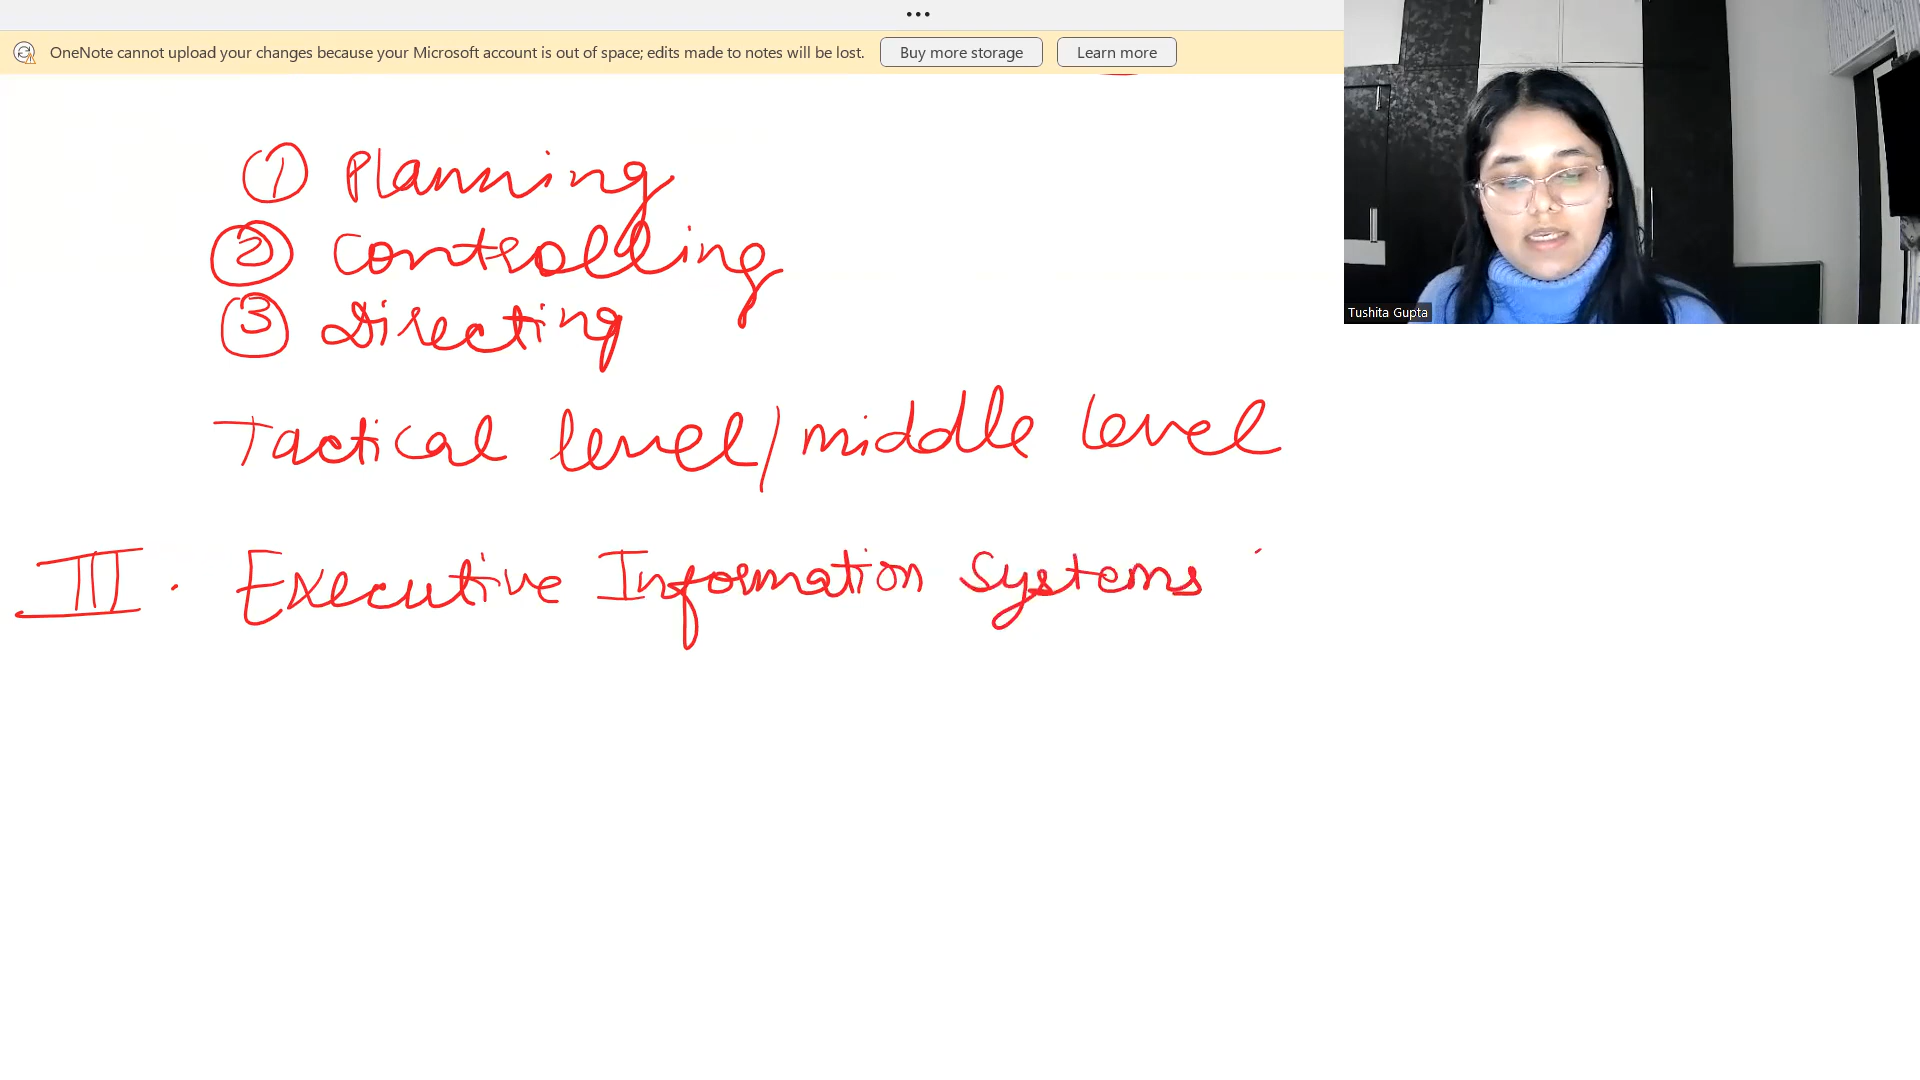 ...
OneNote cannot upload your changes because your Microsoft account is out of space; edits made to notes will be lost. Buy more storage Learn more
① Planning
② Controlling
③ Directing
Tactical level/middle level
III. Executive Information Systems
Tushita Gupta